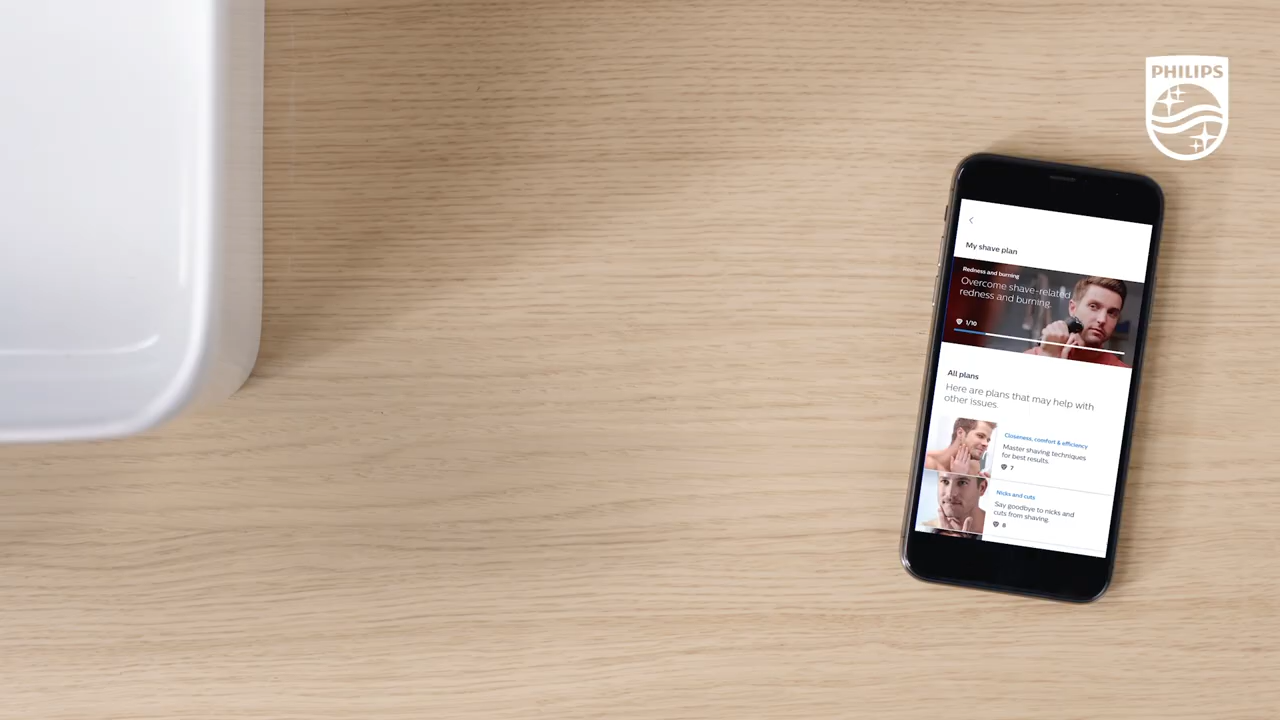 PHILIPS
My shave plan
Redness and burning
Overcome shave-related
redness and burning.
1/10
All plans
Here are plans that may help with
other issues.
Closeness, comfort & efficiency
Master shaving techniques
for best results.
7
Nicks and cuts
Say goodbye to nicks and
cuts from shaving.
8